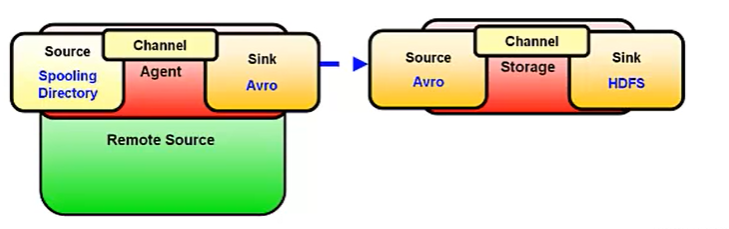 Source
Spooling
Directory
Channel
Agent
Sink
Avro
Remote Source
Source
Avro
Channel
Storage
Sink
HDFS